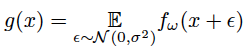 g(x) = 𝔼_{ϵ∼𝒩(0,σ²)} f_ω(x + ϵ)